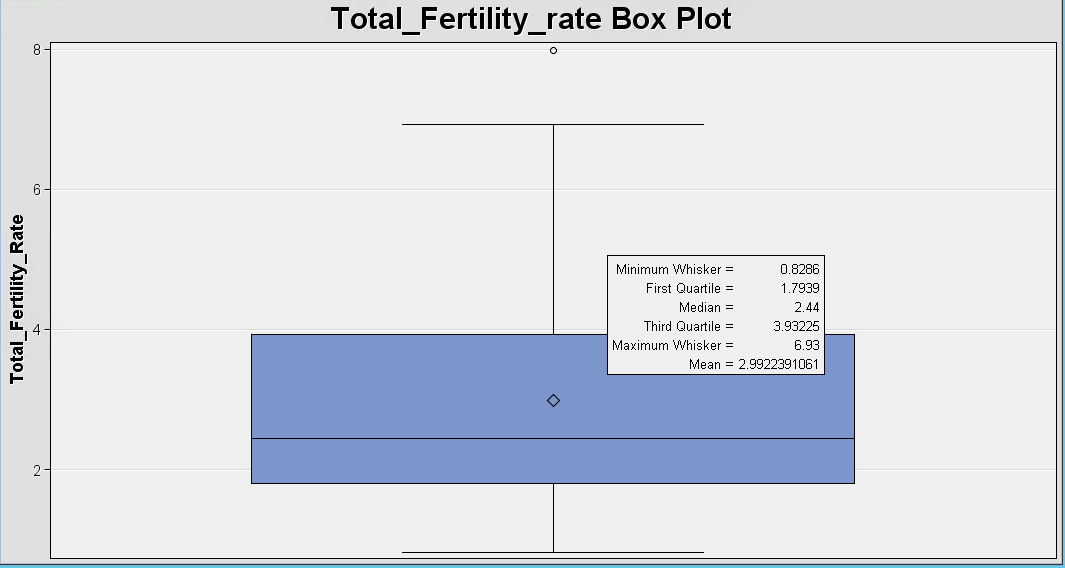 Total_Fertility_rate Box Plot
8
6
4
2
Total_Fertility_Rate
Minimum Whisker = 0.8286
First Quartile = 1.7939
Median = 2.44
Third Quartile = 3.93225
Maximum Whisker = 6.93
Mean = 2.9922391061